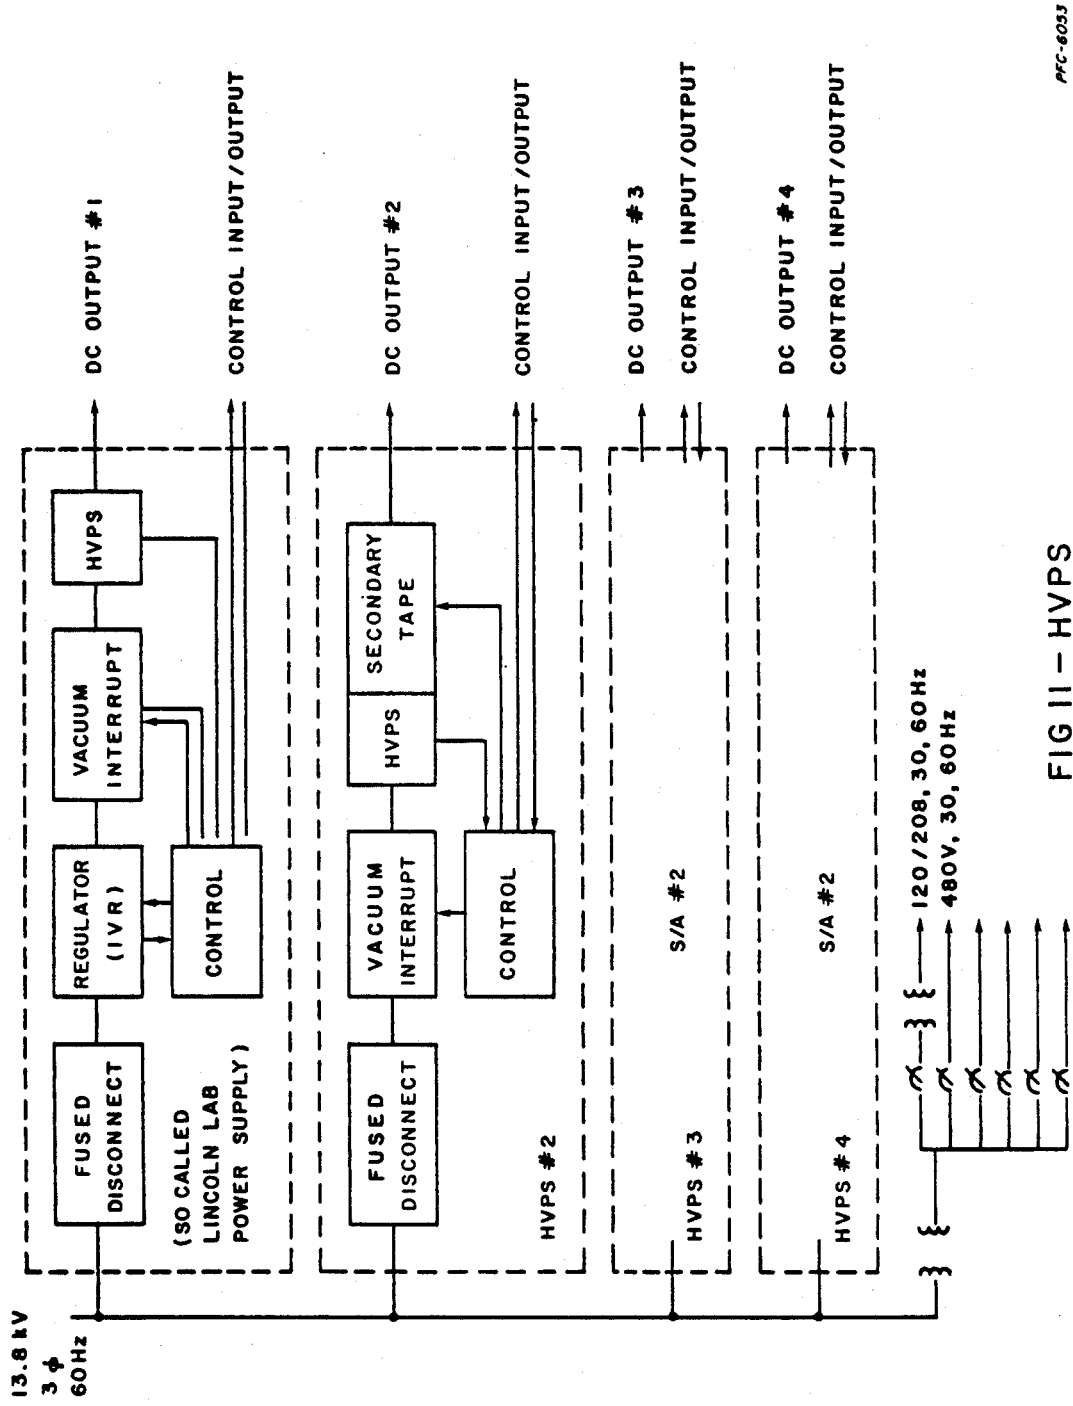 13.8 kV
3 φ
60Hz
FUSED
DISCONNECT
REGULATOR
(IVR)
VACUUM
INTERRUPT
HVPS
DC OUTPUT #1
CONTROL
CONTROL INPUT/OUTPUT
(SO CALLED
LINCOLN LAB
POWER SUPPLY)
FUSED
DISCONNECT
VACUUM
INTERRUPT
HVPS
SECONDARY
TAPE
DC OUTPUT #2
CONTROL
CONTROL INPUT/OUTPUT
HVPS #2
DC OUTPUT #3
S/A #2
CONTROL INPUT/OUTPUT
HVPS #3
DC OUTPUT #4
S/A #2
CONTROL INPUT/OUTPUT
HVPS #4
120/208, 30, 60Hz
480V, 30, 60Hz
FIG 11 — HVPS
PFC-6053